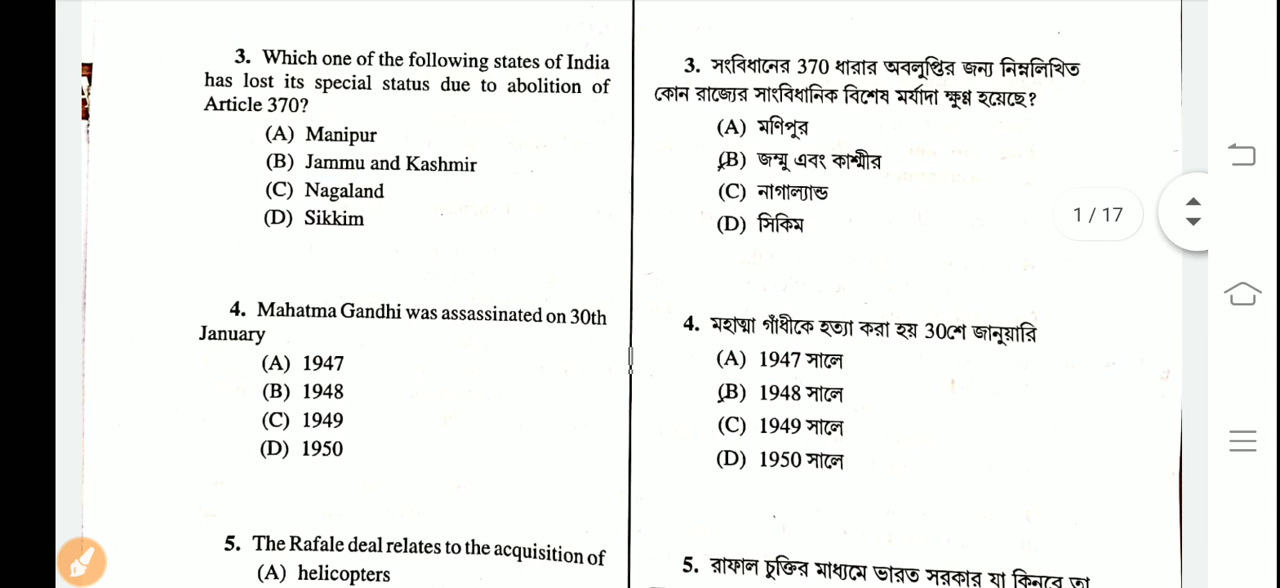 3. Which one of the following states of India
has lost its special status due to abolition of
Article 370?
(A) Manipur
(B) Jammu and Kashmir
(C) Nagaland
(D) Sikkim
4. Mahatma Gandhi was assassinated on 30th
January
(A) 1947
(B) 1948
(C) 1949
(D) 1950
5. The Rafale deal relates to the acquisition of
(A) helicopters
3. সংবিধানের 370 ধারার অবলুপ্তির জন্য নিম্নলিখিত
কোন রাজ্যের সাংবিধানিক বিশেষ মর্যাদা ক্ষুণ্ণ হয়েছে?
(A) মণিপুর
(B) জম্মু এবং কাশ্মীর
(C) নাগাল্যান্ড
(D) সিকিম
4. মহাত্মা গাঁধীকে হত্যা করা হয় 30শে জানুয়ারি
(A) 1947 সালে
(B) 1948 সালে
(C) 1949 সালে
(D) 1950 সালে
5. রাফাল চুক্তির মাধ্যমে ভারত সরকার যা কিনবে তা
1 / 17